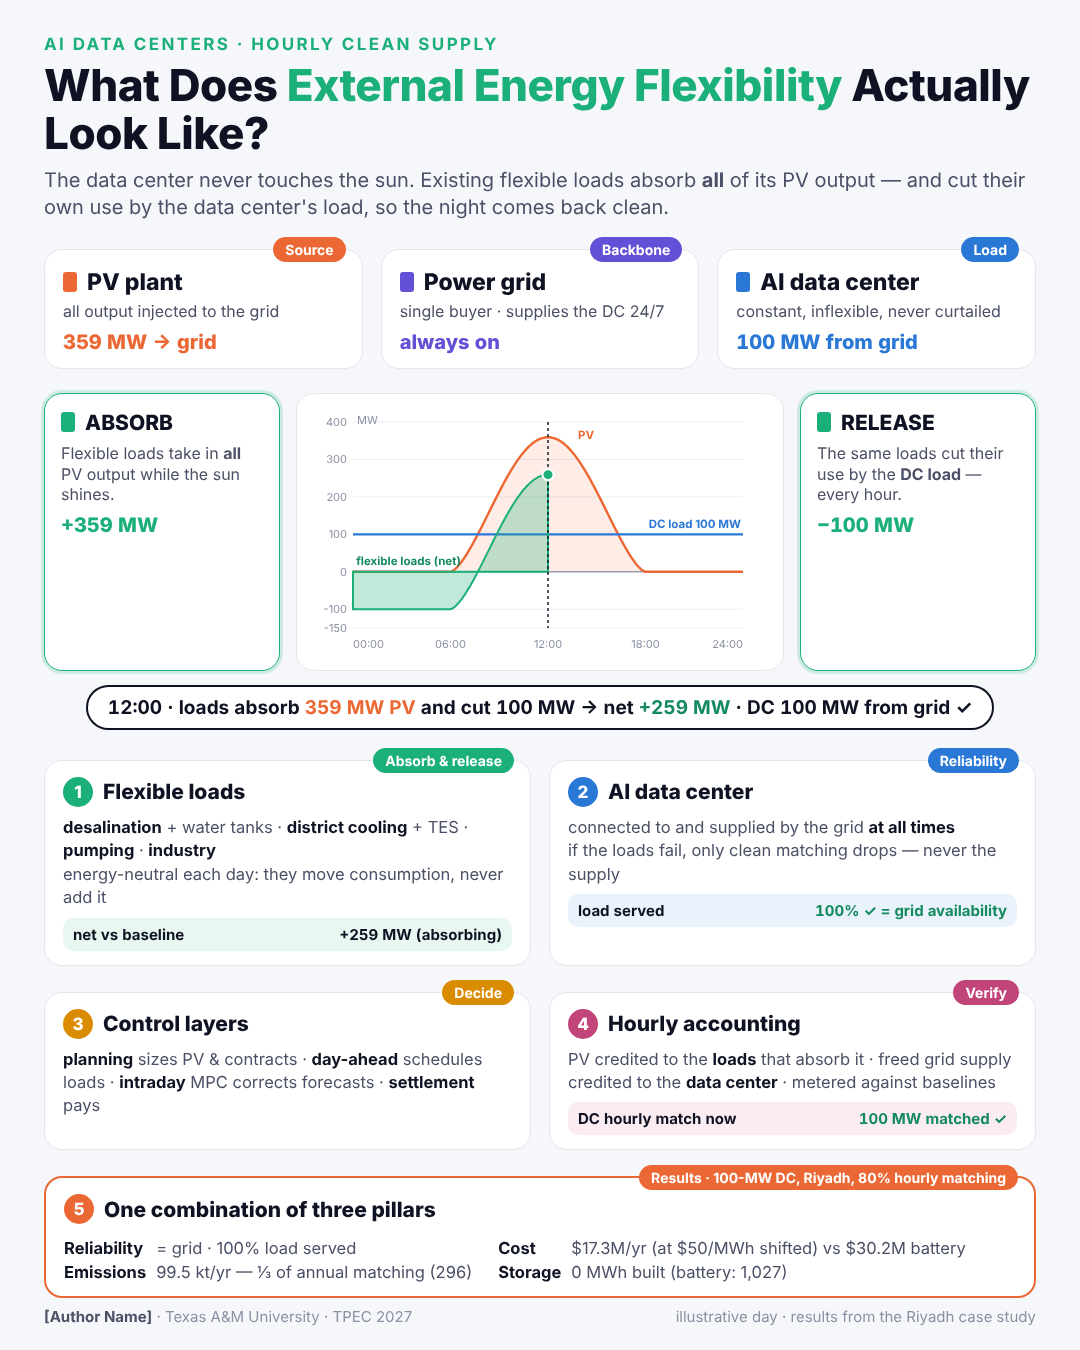 AI DATA CENTERS · HOURLY CLEAN SUPPLY
What Does External Energy Flexibility Actually
Look Like?
The data center never touches the sun. Existing flexible loads absorb all of its PV output — and cut their
own use by the data center's load, so the night comes back clean.
Source
PV plant
all output injected to the grid
359 MW → grid
Backbone
Power grid
single buyer · supplies the DC 24/7
always on
Load
AI data center
constant, inflexible, never curtailed
100 MW from grid
ABSORB
Flexible loads take in all
PV output while the sun
shines.
+359 MW
MW
400
300
200
100
0
-100
-150
PV
DC load 100 MW
flexible loads (net)
00:00 06:00 12:00 18:00 24:00
RELEASE
The same loads cut their
use by the DC load —
every hour.
−100 MW
12:00 · loads absorb 359 MW PV and cut 100 MW → net +259 MW · DC 100 MW from grid ✓
Absorb & release
1 Flexible loads
desalination + water tanks · district cooling + TES ·
pumping · industry
energy-neutral each day: they move consumption, never
add it
net vs baseline +259 MW (absorbing)
Reliability
2 AI data center
connected to and supplied by the grid at all times
if the loads fail, only clean matching drops — never the
supply
load served 100% ✓ = grid availability
Decide
3 Control layers
planning sizes PV & contracts · day-ahead schedules
loads · intraday MPC corrects forecasts · settlement
pays
Verify
4 Hourly accounting
PV credited to the loads that absorb it · freed grid supply
credited to the data center · metered against baselines
DC hourly match now 100 MW matched ✓
Results · 100-MW DC, Riyadh, 80% hourly matching
5 One combination of three pillars
Reliability = grid · 100% load served
Emissions 99.5 kt/yr — ⅓ of annual matching (296)
Cost $17.3M/yr (at $50/MWh shifted) vs $30.2M battery
Storage 0 MWh built (battery: 1,027)
[Author Name] · Texas A&M University · TPEC 2027
illustrative day · results from the Riyadh case study